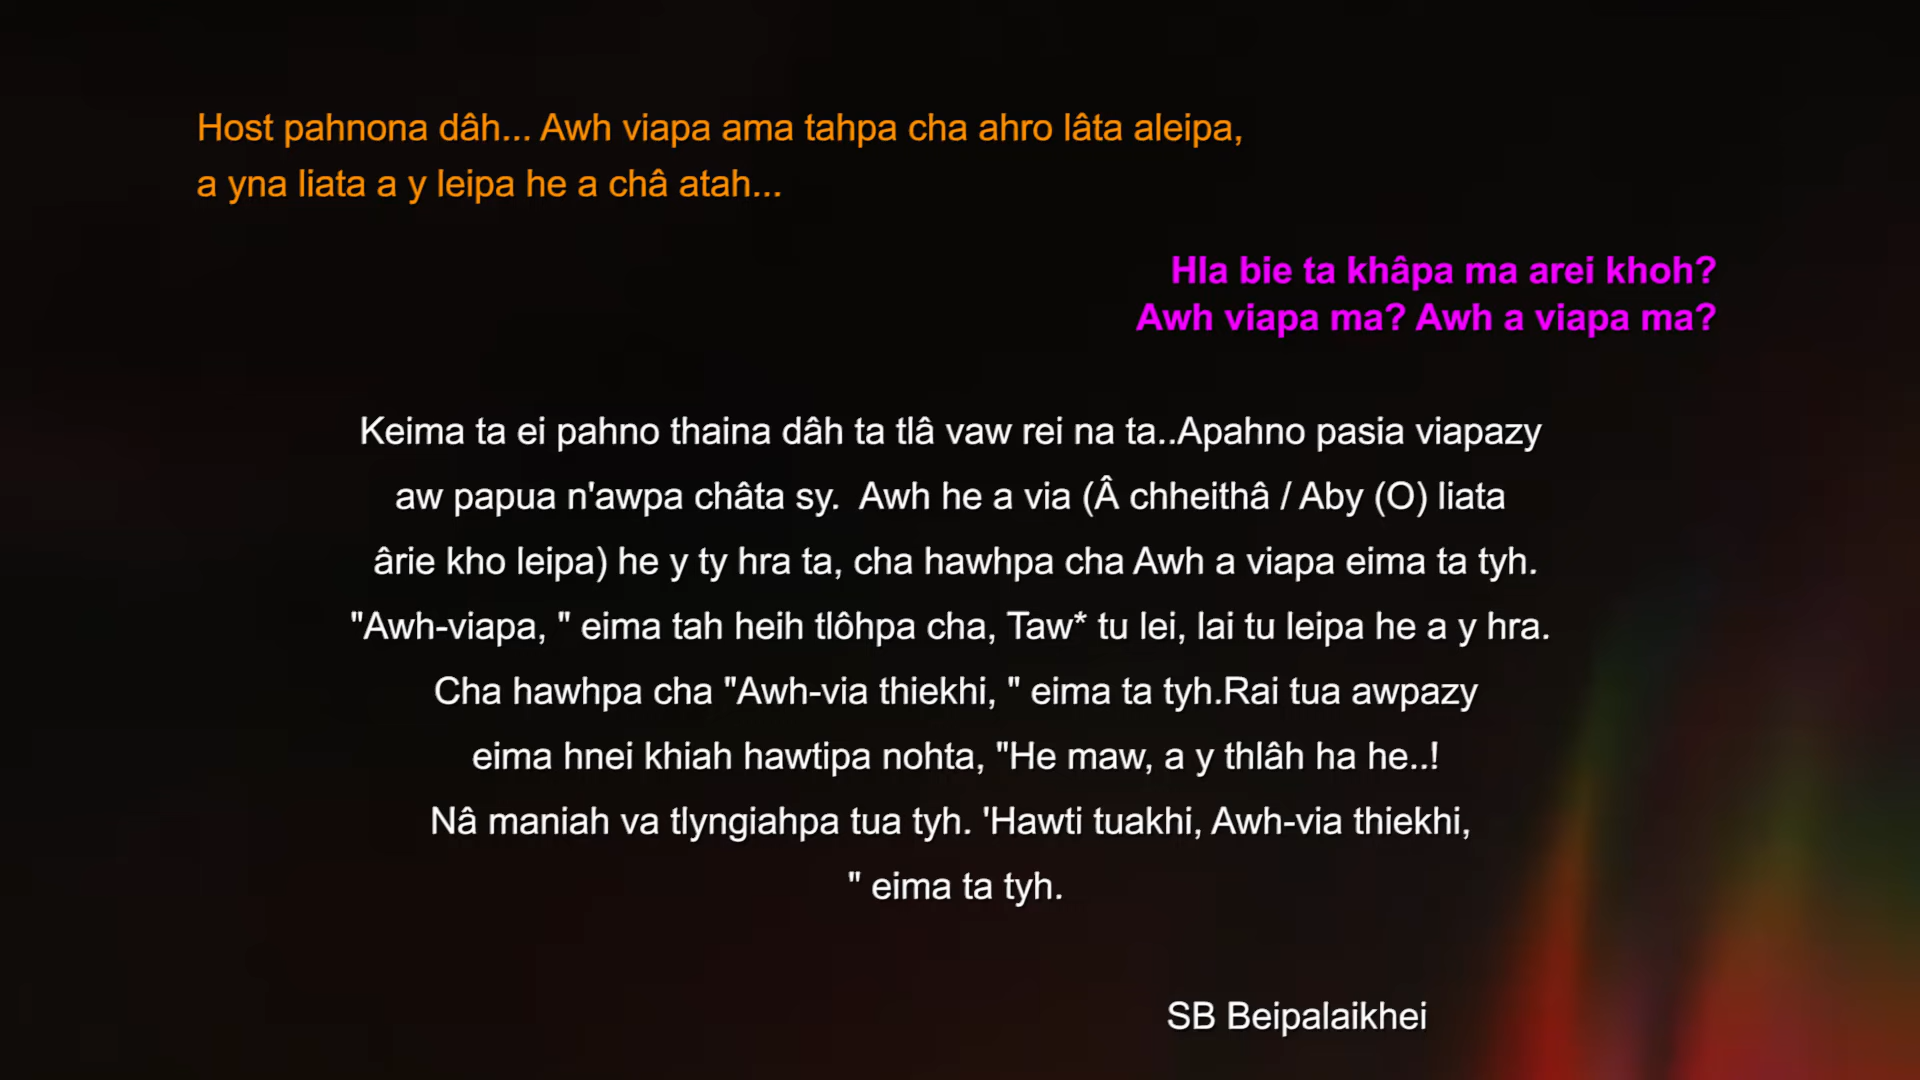 Host pahnona dâh... Awh viapa ama tahpa cha ahro lâta aleipa,
a yna liata a y leipa he a châ atah...
Hla bie ta khâpa ma arei khoh?
Awh viapa ma? Awh a viapa ma?
Keima ta ei pahno thaina dâh ta tlâ vaw rei na ta..Apahno pasia viapazy
aw papua n'awpa châta sy.  Awh he a via (Â chheithâ / Aby (O) liata
ârie kho leipa) he y ty hra ta, cha hawhpa cha Awh a viapa eima ta tyh.
"Awh-viapa, " eima tah heih tlôhpa cha, Taw* tu lei, lai tu leipa he a y hra.
Cha hawhpa cha "Awh-via thiekhi, " eima ta tyh.Rai tua awpazy
eima hnei khiah hawtipa nohta, "He maw, a y thlâh ha he..!
Nâ maniah va tlyngiahpa tua tyh. 'Hawti tuakhi, Awh-via thiekhi,
" eima ta tyh.
SB Beipalaikhei